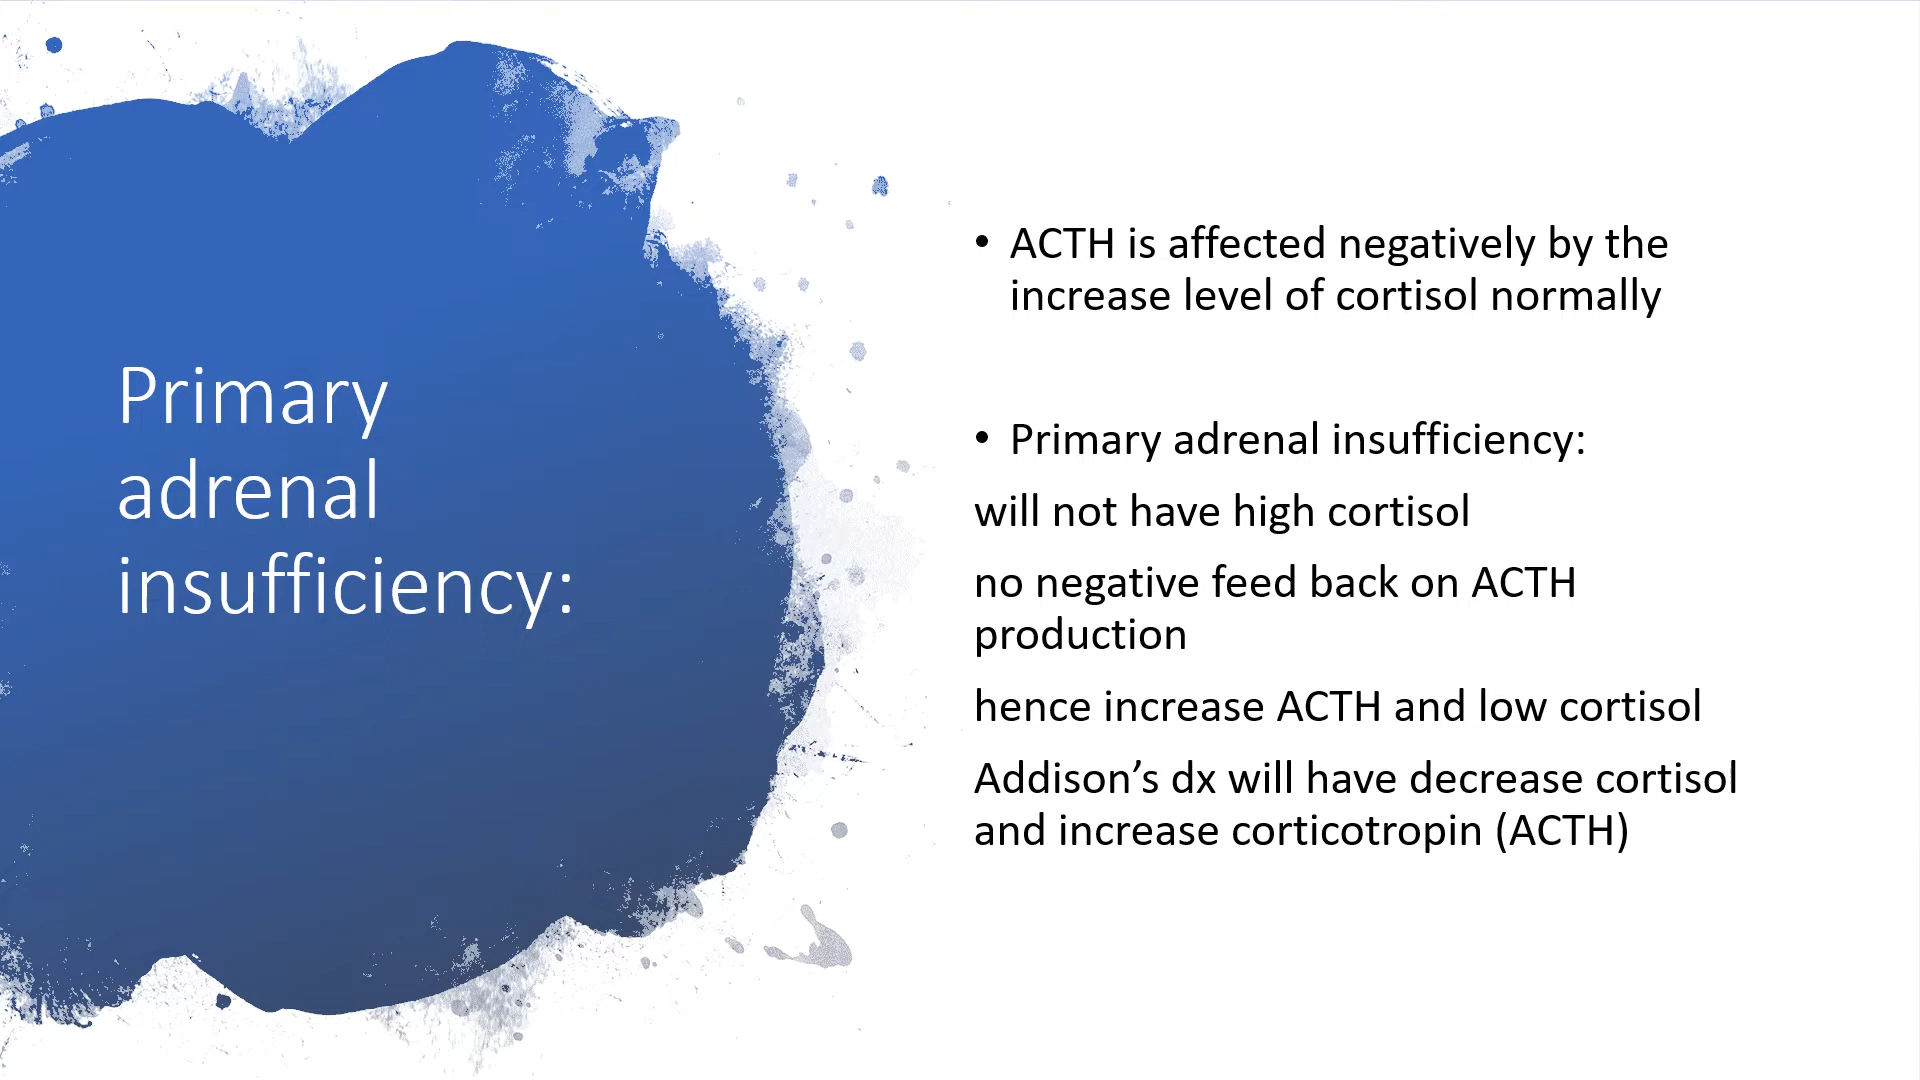 Primary
adrenal
insufficiency:
• ACTH is affected negatively by the
increase level of cortisol normally
• Primary adrenal insufficiency:
will not have high cortisol
no negative feed back on ACTH
production
hence increase ACTH and low cortisol
Addison’s dx will have decrease cortisol
and increase corticotropin (ACTH)